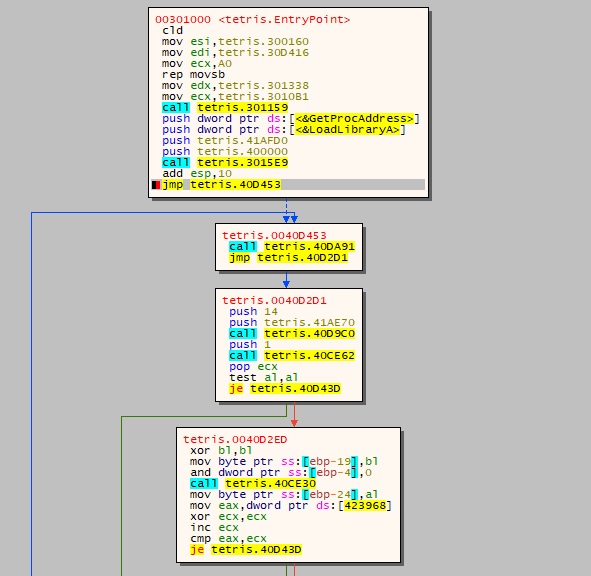 00301000 <tetris.EntryPoint>
cld
mov esi,tetris.300160
mov edi,tetris.30D416
mov ecx,A0
rep movsb
mov edx,tetris.301338
mov ecx,tetris.3010B1
call tetris.301159
push dword ptr ds:[<&GetProcAddress>]
push dword ptr ds:[<&LoadLibraryA>]
push tetris.41AFD0
push tetris.400000
call tetris.3015E9
add esp,10
jmp tetris.40D453
tetris.0040D453
call tetris.40DA91
jmp tetris.40D2D1
tetris.0040D2D1
push 14
push tetris.41AE70
call tetris.40D9C0
push 1
call tetris.40CE62
pop ecx
test al,al
je tetris.40D43D
tetris.0040D2ED
xor bl,bl
mov byte ptr ss:[ebp-19],bl
and dword ptr ss:[ebp-4],0
call tetris.40CE30
mov byte ptr ss:[ebp-24],al
mov eax,dword ptr ds:[423968]
xor ecx,ecx
inc ecx
cmp eax,ecx
je tetris.40D43D